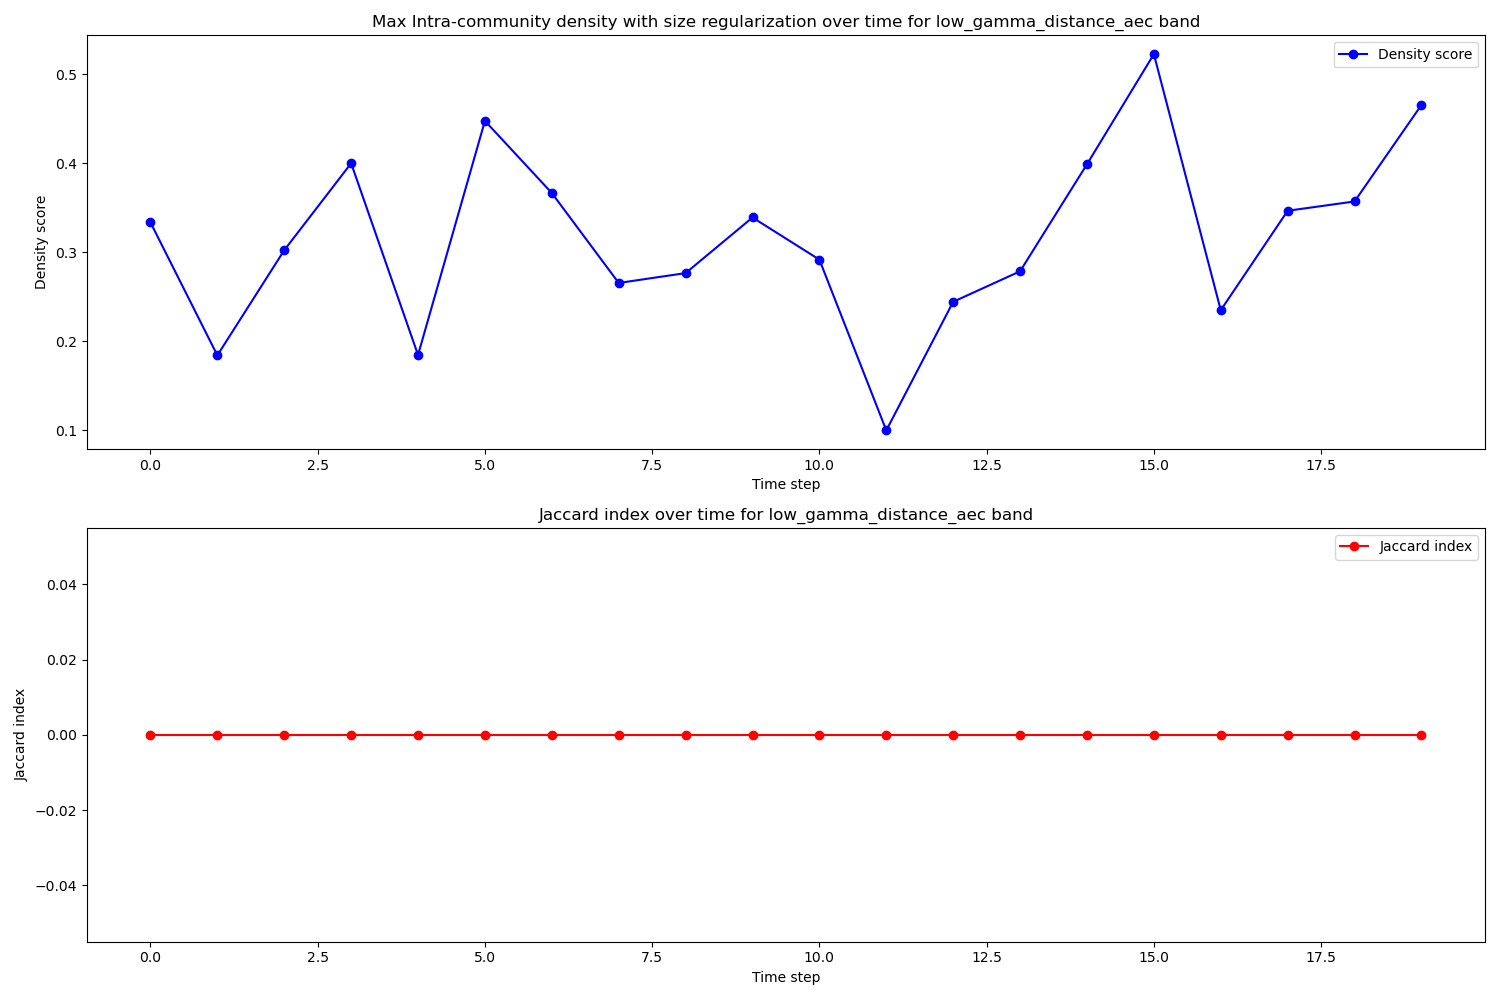 Max Intra-community density with size regularization over time for low_gamma_distance_aec band
Density score
0.5
0.4
0.3
0.2
0.1
Density score
0.0 2.5 5.0 7.5 10.0 12.5 15.0 17.5
Time step
Jaccard index over time for low_gamma_distance_aec band
Jaccard index
0.04
0.02
0.00
−0.02
−0.04
Jaccard index
0.0 2.5 5.0 7.5 10.0 12.5 15.0 17.5
Time step